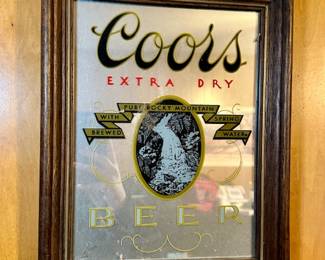 Coors
EXTRA DRY
BREWED WITH PURE ROCKY MOUNTAIN SPRING WATER
BEER